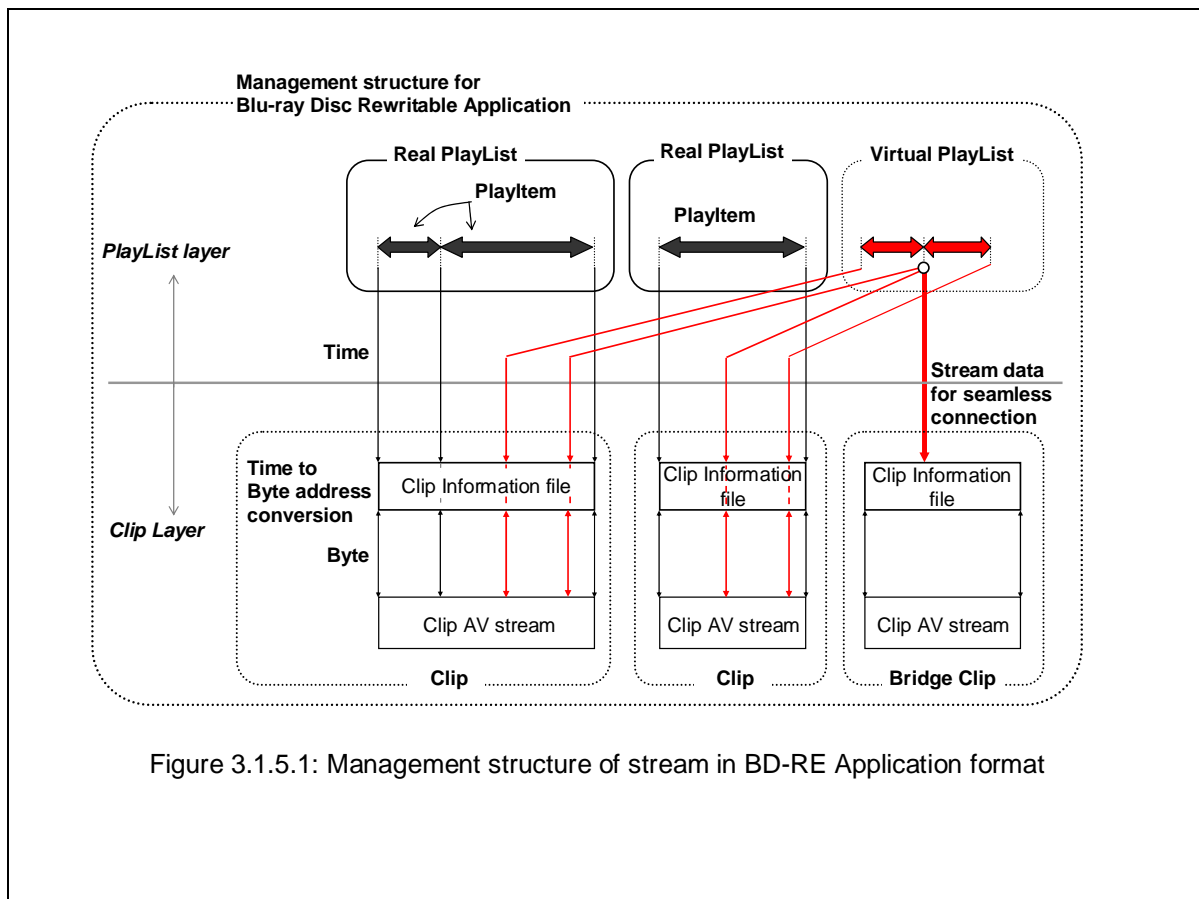 Management structure for
Blu-ray Disc Rewritable Application
Real PlayList
Real PlayList
Virtual PlayList
PlayItem
PlayItem
PlayList layer
Time
Stream data
for seamless
connection
Time to
Byte address
conversion
Clip Information file
Clip Information
file
Clip Information
file
Clip Layer
Byte
Clip AV stream
Clip AV stream
Clip AV stream
Clip
Clip
Bridge Clip
Figure 3.1.5.1: Management structure of stream in BD-RE Application format